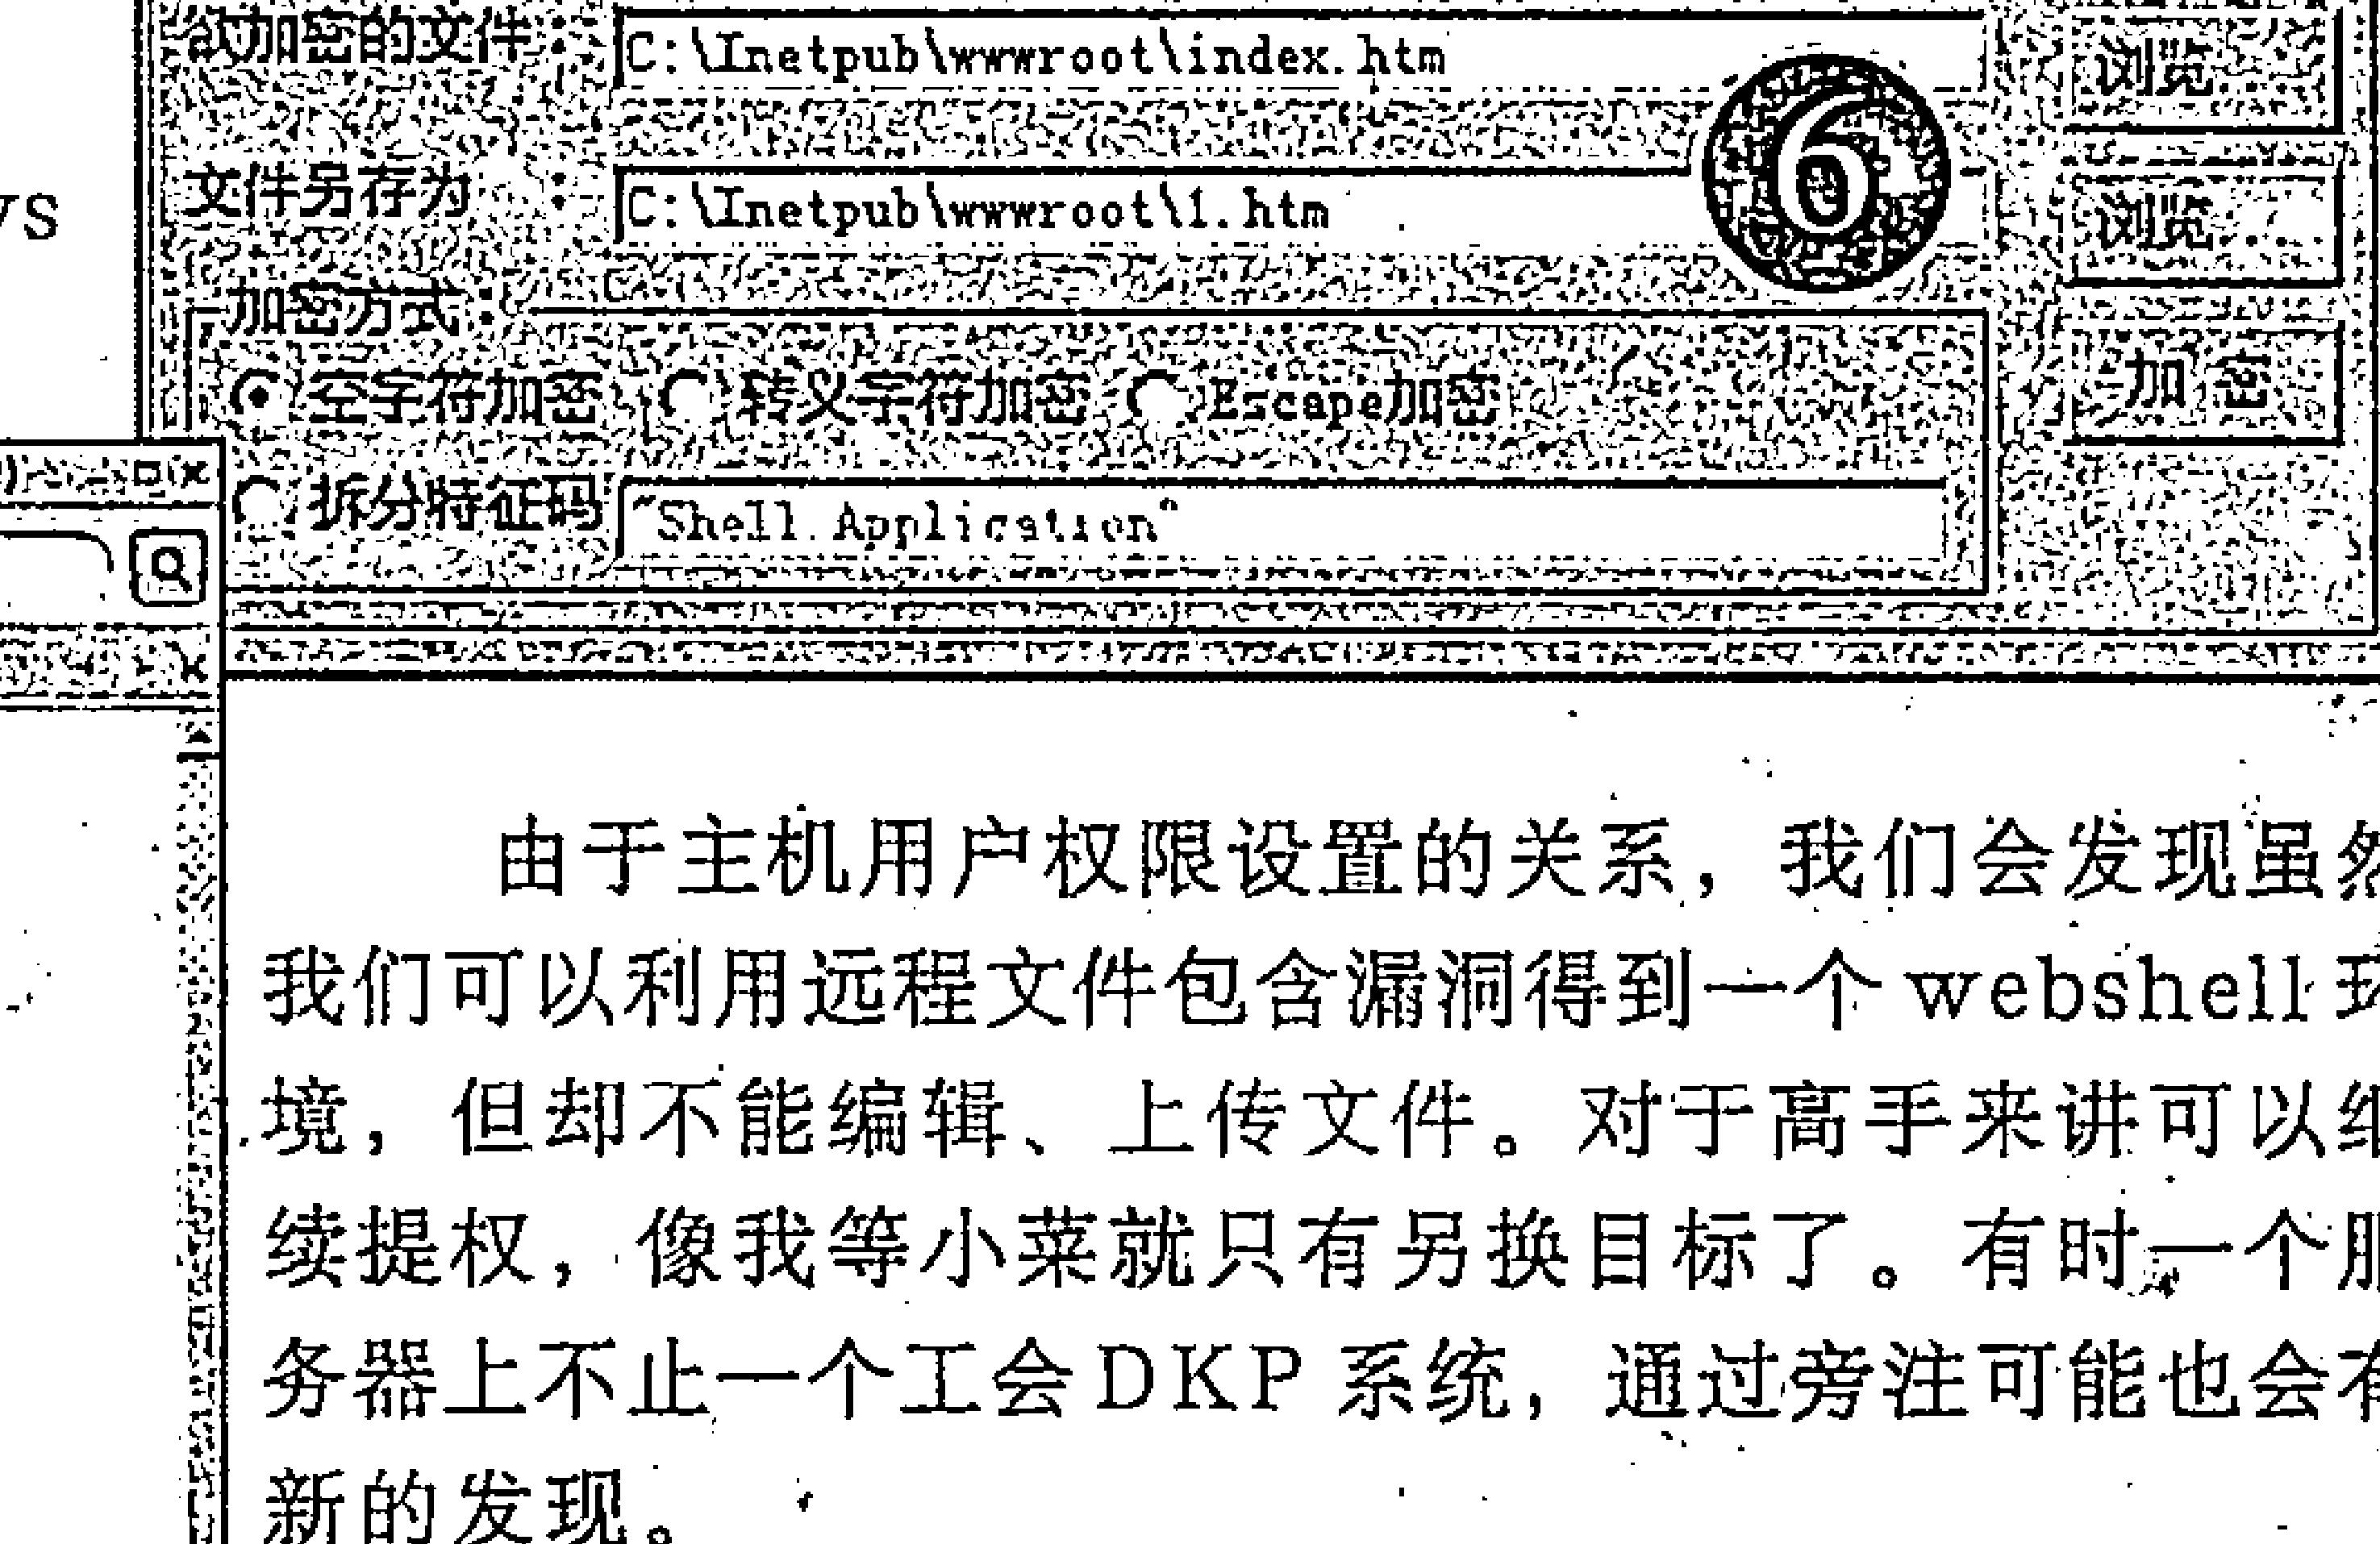 欲加密的文件：
C:\Inetpub\wwwroot\index.htm
浏览
6
文件另存为：
C:\Inetpub\wwwroot\1.htm
浏览
vs
加密方式：
加 密
空字符加密 转义字符加密 Escape加密
拆分特征码 "Shell.Application"
由于主机用户权限设置的关系，我们会发现虽然
我们可以利用远程文件包含漏洞得到一个webshell环
境，但却不能编辑、上传文件。对于高手来讲可以继
续提权，像我等小菜就只有另换目标了。有时一个服
务器上不止一个工会DKP系统，通过旁注可能也会有
新的发现。